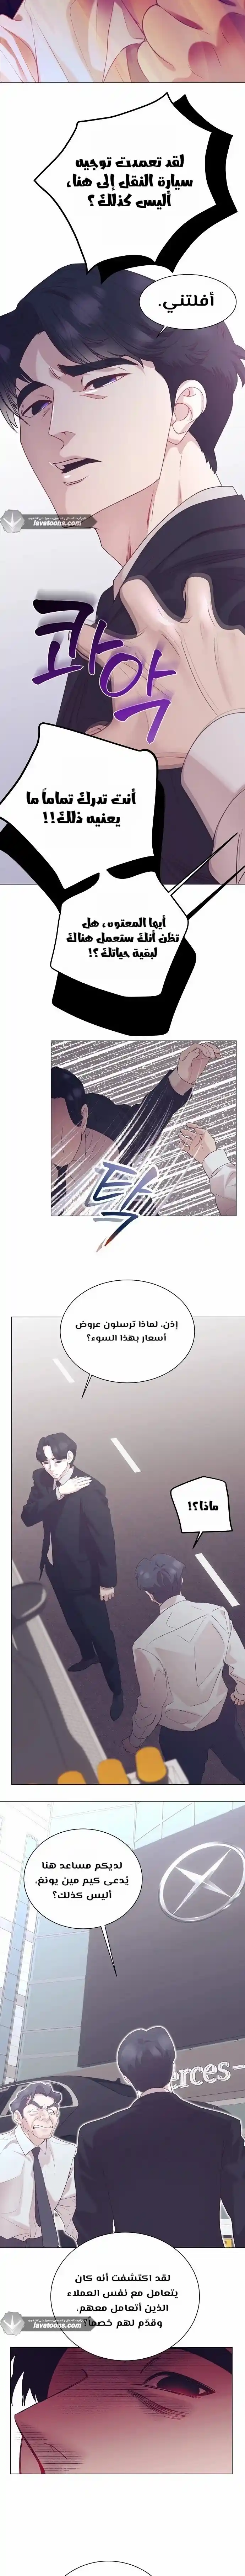 لقد تعمدت توجيه
سيارة النقل إلى هنا،
أليس كذلك؟
أفلتني.
lavatoons.com
콰악
أنت تدرك تماماً ما
يعنيه ذلك!!
أيها المعتوه، هل
تظن أنك ستعمل هناك
لبقية حياتك؟!
탁
إذن، لماذا ترسلون عروض
أسعار بهذا السوء؟
ماذا؟!
لديكم مساعد هنا
يُدعى كيم مين يونغ،
أليس كذلك؟
erces-
لقد اكتشفت أنه كان
يتعامل مع نفس العملاء
الذين أتعامل معهم،
وقدّم لهم خصماً؟
lavatoons.com